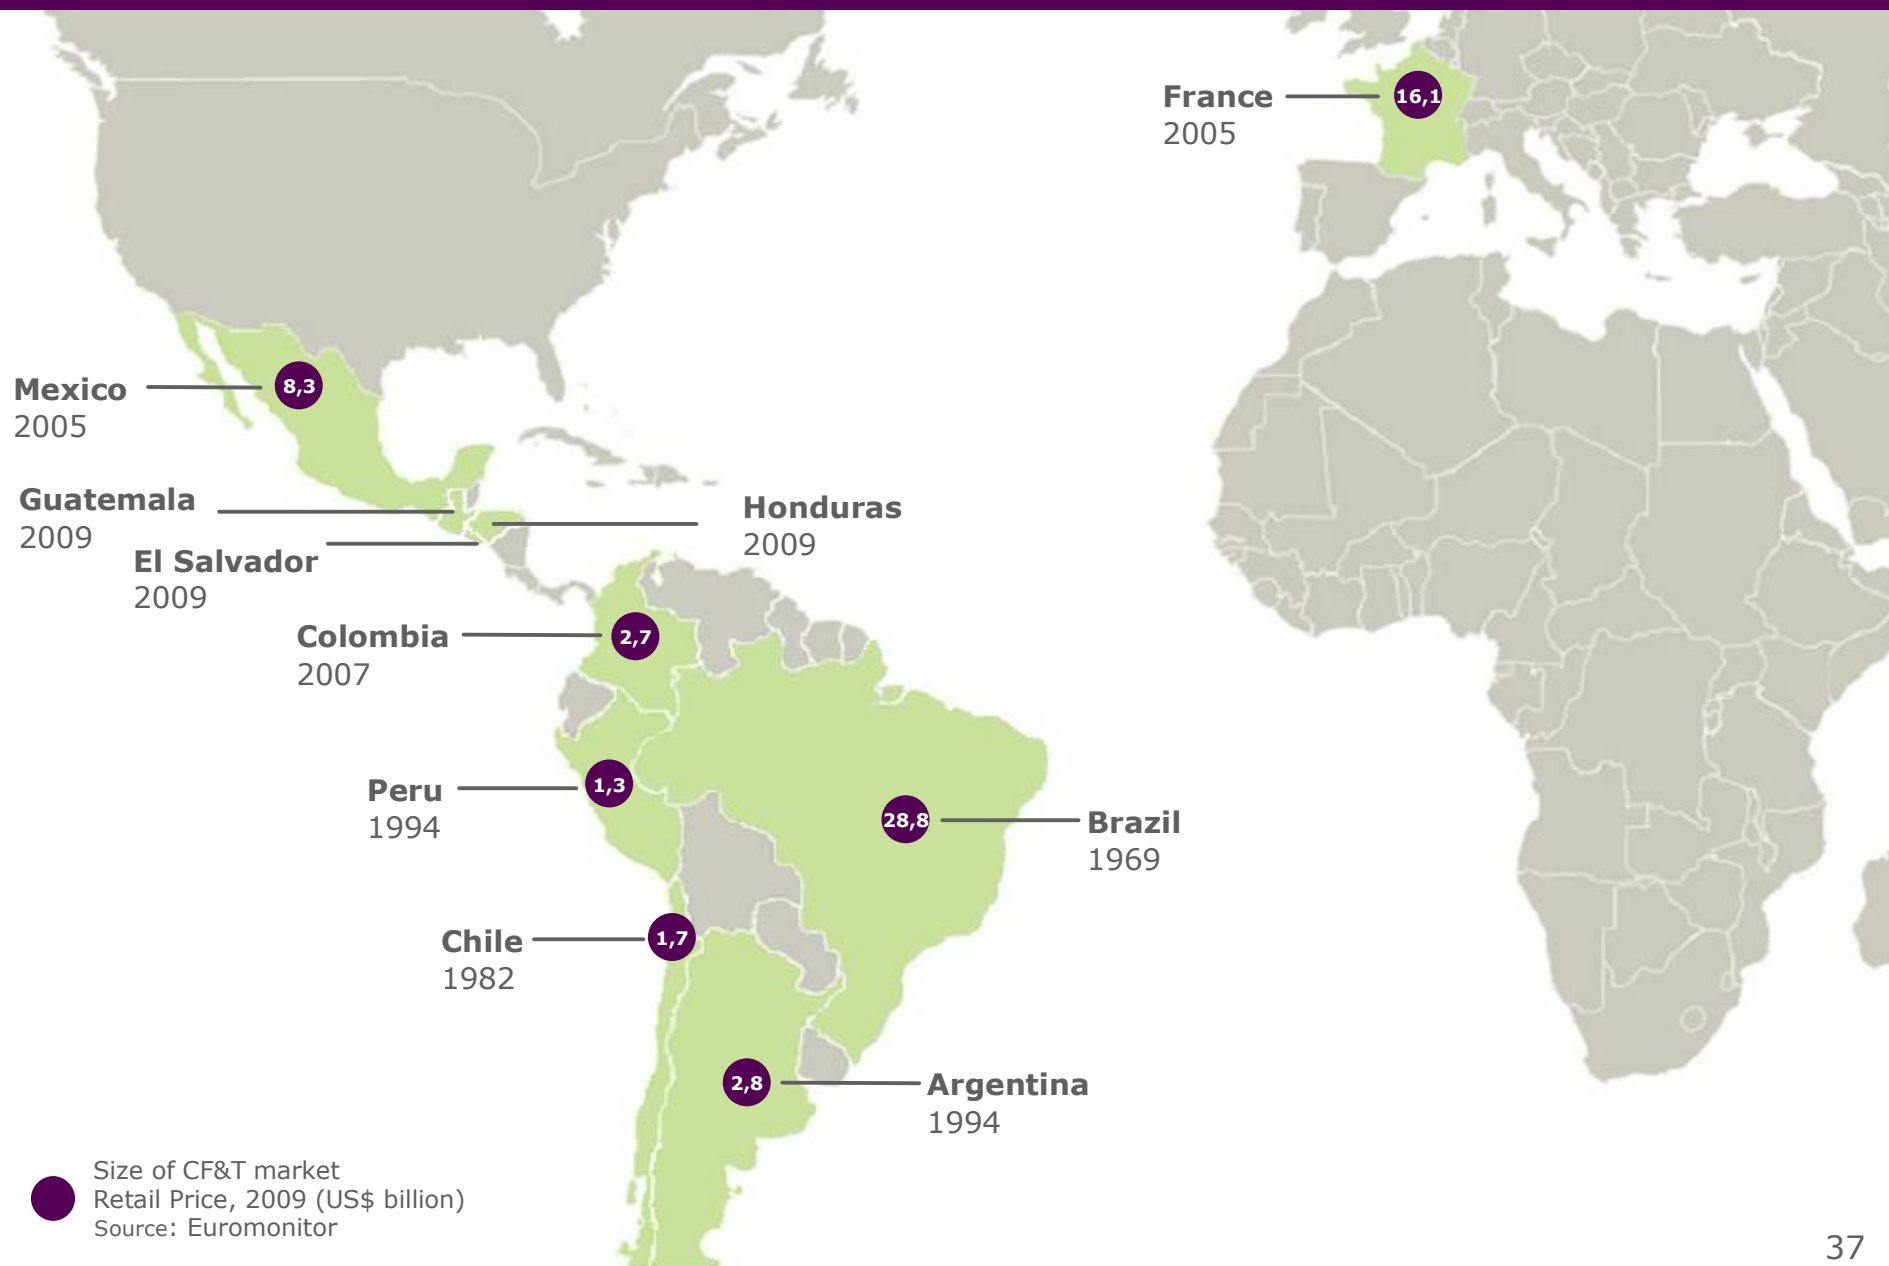 France
2005
16,1
Mexico
2005
8,3
Guatemala
2009
Honduras
2009
El Salvador
2009
Colombia
2007
2,7
Peru
1994
1,3
28,8
Brazil
1969
Chile
1982
1,7
2,8
Argentina
1994
Size of CF&T market
Retail Price, 2009 (US$ billion)
Source: Euromonitor
37